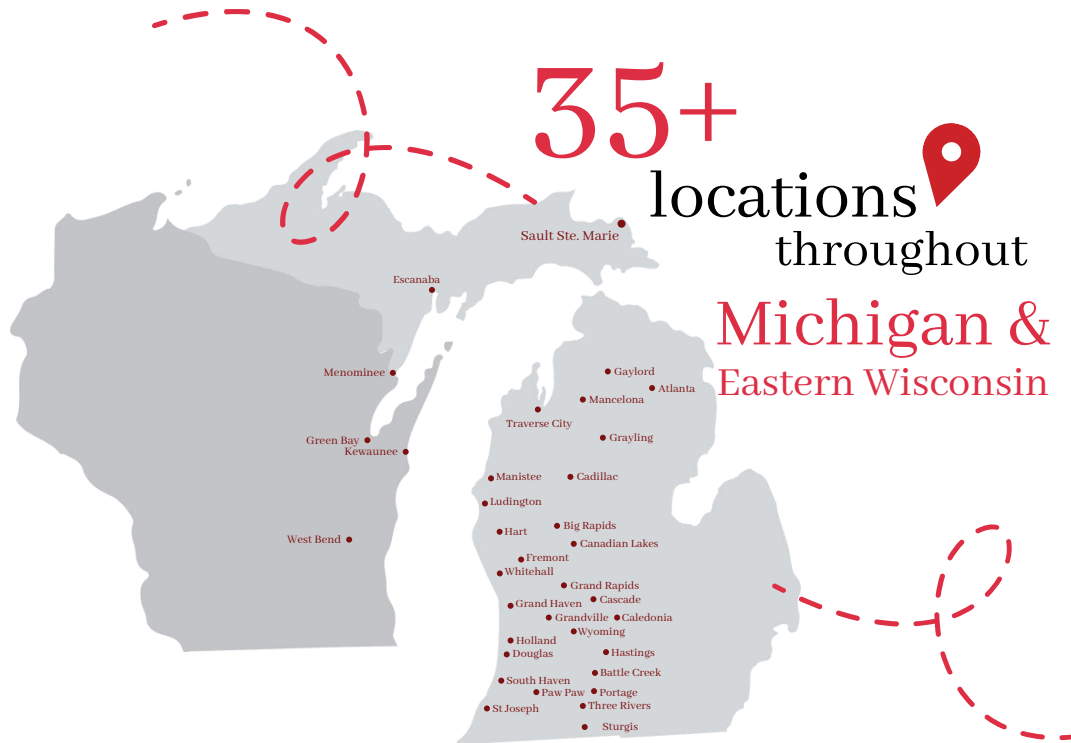 35+
locations
throughout
Michigan &
Eastern Wisconsin
Sault Ste. Marie
Escanaba
Menominee
Green Bay
Kewaunee
West Bend
Gaylord
Atlanta
Mancelona
Traverse City
Grayling
Manistee
Cadillac
Ludington
Big Rapids
Hart
Canadian Lakes
Fremont
Whitehall
Grand Rapids
Cascade
Grand Haven
Grandville
Caledonia
Wyoming
Holland
Douglas
Hastings
Battle Creek
South Haven
Paw Paw
Portage
Three Rivers
St Joseph
Sturgis